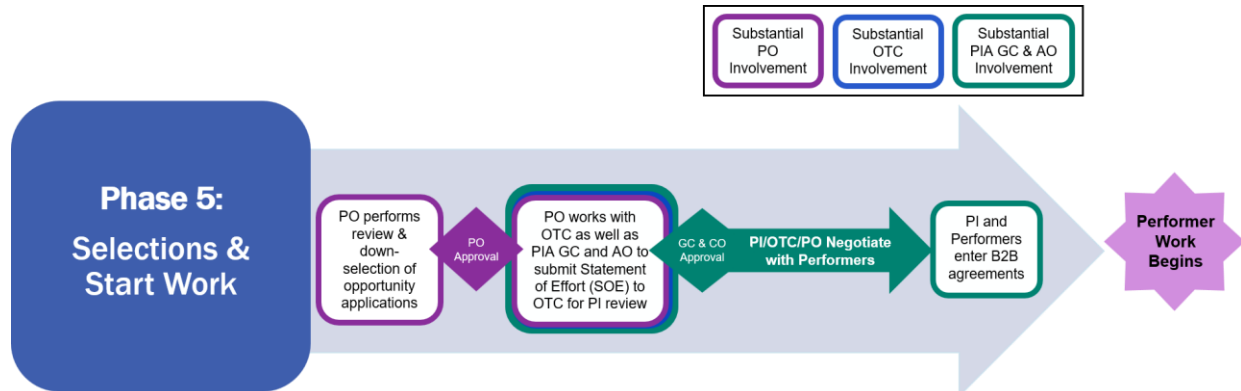 Substantial
PO
Involvement
Substantial
OTC
Involvement
Substantial
PIA GC & AO
Involvement
Phase 5:
Selections &
Start Work
PO performs
review &
down-
selection of
opportunity
applications
PO
Approval
PO works with
OTC as well as
PIA GC and AO to
submit Statement
of Effort (SOE) to
OTC for PI review
GC & CO
Approval
PI/OTC/PO Negotiate
with Performers
PI and
Performers
enter B2B
agreements
Performer
Work
Begins